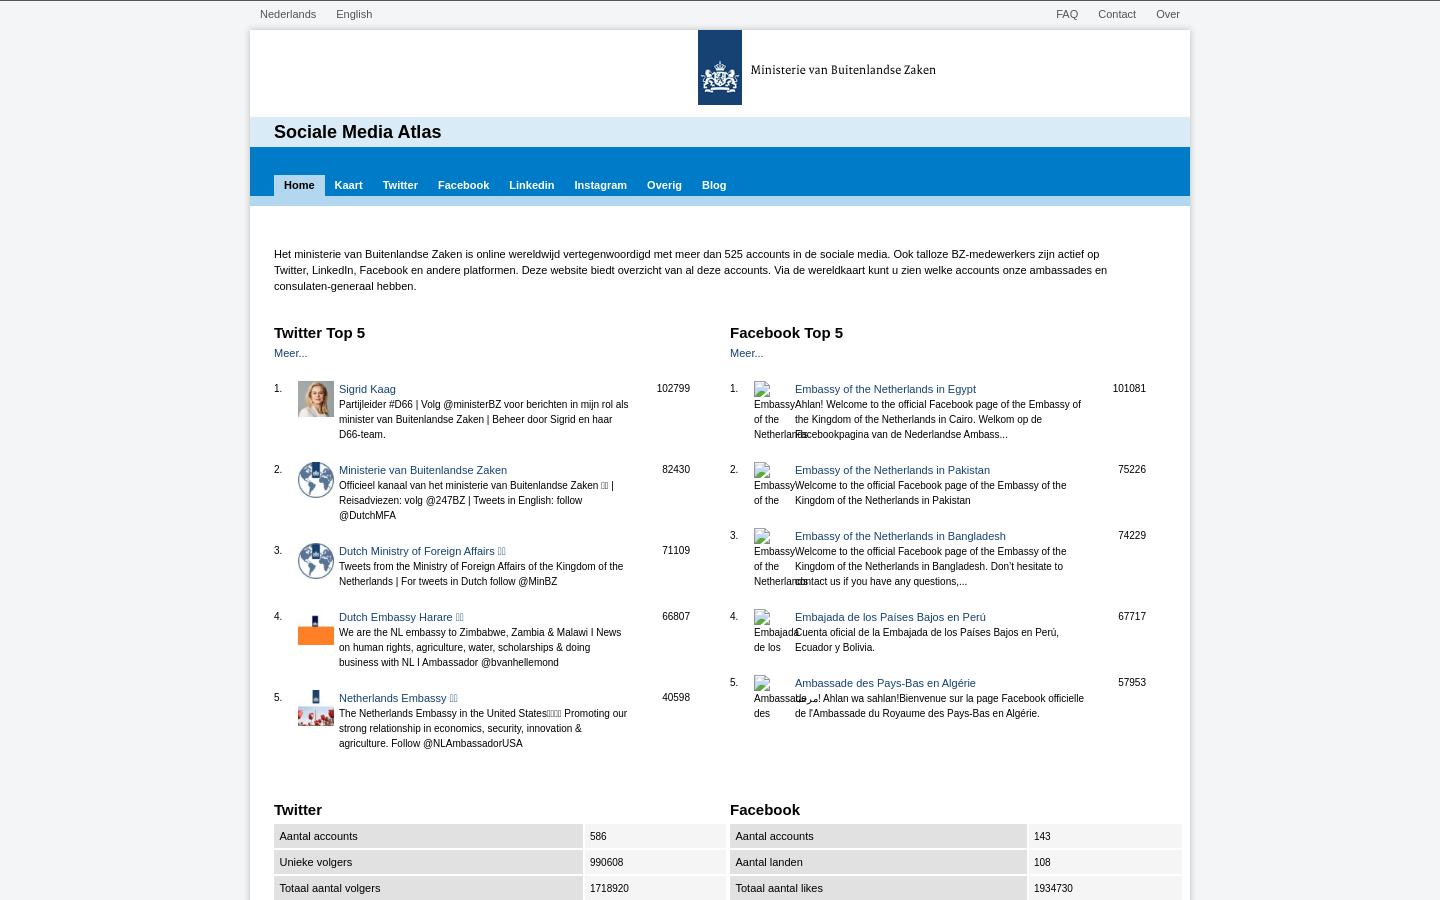 Nederlands English FAQ Contact Over
Ministerie van Buitenlandse Zaken
Sociale Media Atlas
Home Kaart Twitter Facebook Linkedin Instagram Overig Blog
Het ministerie van Buitenlandse Zaken is online wereldwijd vertegenwoordigd met meer dan 525 accounts in de sociale media. Ook talloze BZ-medewerkers zijn actief op
Twitter, LinkedIn, Facebook en andere platformen. Deze website biedt overzicht van al deze accounts. Via de wereldkaart kunt u zien welke accounts onze ambassades en
consulaten-generaal hebben.
Twitter Top 5
Meer...
1. Sigrid Kaag 102799
Partijleider #D66 | Volg @ministerBZ voor berichten in mijn rol als
minister van Buitenlandse Zaken | Beheer door Sigrid en haar
D66-team.
2. Ministerie van Buitenlandse Zaken 82430
Officieel kanaal van het ministerie van Buitenlandse Zaken |
Reisadviezen: volg @247BZ | Tweets in English: follow
@DutchMFA
3. Dutch Ministry of Foreign Affairs 71109
Tweets from the Ministry of Foreign Affairs of the Kingdom of the
Netherlands | For tweets in Dutch follow @MinBZ
4. Dutch Embassy Harare 66807
We are the NL embassy to Zimbabwe, Zambia & Malawi I News
on human rights, agriculture, water, scholarships & doing
business with NL I Ambassador @bvanhellemond
5. Netherlands Embassy 40598
The Netherlands Embassy in the United States Promoting our
strong relationship in economics, security, innovation &
agriculture. Follow @NLAmbassadorUSA
Facebook Top 5
Meer...
1. Embassy of the Netherlands in Egypt 101081
Embassy Ahlan! Welcome to the official Facebook page of the Embassy of
of the the Kingdom of the Netherlands in Cairo. Welkom op de
Netherlands Facebookpagina van de Nederlandse Ambass...
2. Embassy of the Netherlands in Pakistan 75226
Embassy Welcome to the official Facebook page of the Embassy of the
of the Kingdom of the Netherlands in Pakistan
3. Embassy of the Netherlands in Bangladesh 74229
Embassy Welcome to the official Facebook page of the Embassy of the
of the Kingdom of the Netherlands in Bangladesh. Don't hesitate to
Netherlands contact us if you have any questions,...
4. Embajada de los Países Bajos en Perú 67717
Embajada Cuenta oficial de la Embajada de los Países Bajos en Perú,
de los Ecuador y Bolivia.
5. Ambassade des Pays-Bas en Algérie 57953
Ambassade ! Ahlan wa sahlan!Bienvenue sur la page Facebook officielle
des de l'Ambassade du Royaume des Pays-Bas en Algérie.
Twitter
Aantal accounts 586
Unieke volgers 990608
Totaal aantal volgers 1718920
Facebook
Aantal accounts 143
Aantal landen 108
Totaal aantal likes 1934730